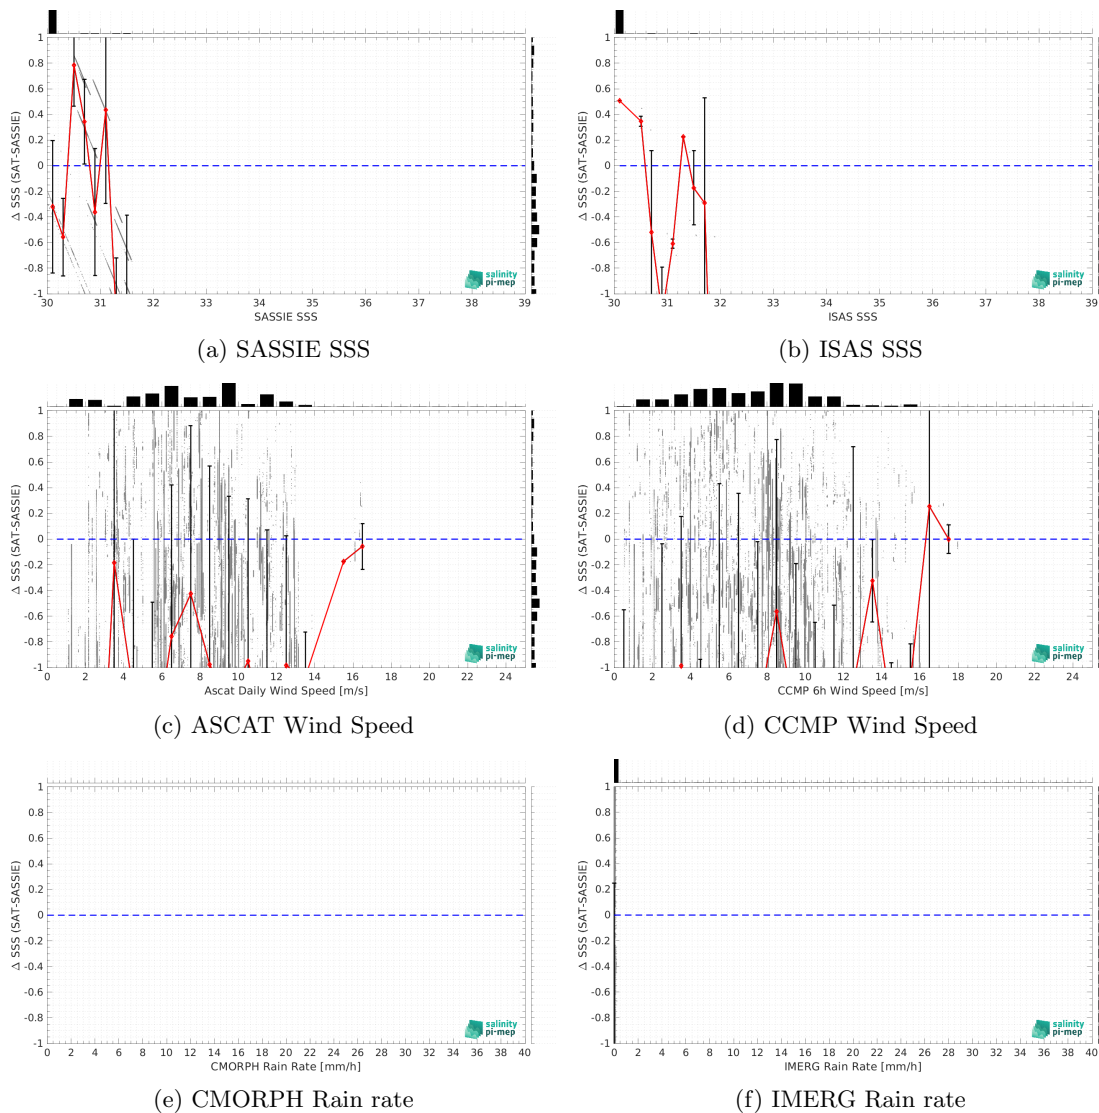 1
0.8
0.6
0.4
0.2
0
-0.2
-0.4
-0.6
-0.8
-1
Δ SSS (SAT-SASSIE)
salinity
pi-mep
30 31 32 33 34 35 36 37 38 39
SASSIE SSS
(a) SASSIE SSS
1
0.8
0.6
0.4
0.2
0
-0.2
-0.4
-0.6
-0.8
-1
Δ SSS (SAT-SASSIE)
salinity
pi-mep
30 31 32 33 34 35 36 37 38 39
ISAS SSS
(b) ISAS SSS
1
0.8
0.6
0.4
0.2
0
-0.2
-0.4
-0.6
-0.8
-1
Δ SSS (SAT-SASSIE)
salinity
pi-mep
0 2 4 6 8 10 12 14 16 18 20 22 24
Ascat Daily Wind Speed [m/s]
(c) ASCAT Wind Speed
1
0.8
0.6
0.4
0.2
0
-0.2
-0.4
-0.6
-0.8
-1
Δ SSS (SAT-SASSIE)
salinity
pi-mep
0 2 4 6 8 10 12 14 16 18 20 22 24
CCMP 6h Wind Speed [m/s]
(d) CCMP Wind Speed
1
0.8
0.6
0.4
0.2
0
-0.2
-0.4
-0.6
-0.8
-1
Δ SSS (SAT-SASSIE)
salinity
pi-mep
0 2 4 6 8 10 12 14 16 18 20 22 24 26 28 30 32 34 36 38 40
CMORPH Rain Rate [mm/h]
(e) CMORPH Rain rate
1
0.8
0.6
0.4
0.2
0
-0.2
-0.4
-0.6
-0.8
-1
Δ SSS (SAT-SASSIE)
salinity
pi-mep
0 2 4 6 8 10 12 14 16 18 20 22 24 26 28 30 32 34 36 38 40
IMERG Rain Rate [mm/h]
(f) IMERG Rain rate